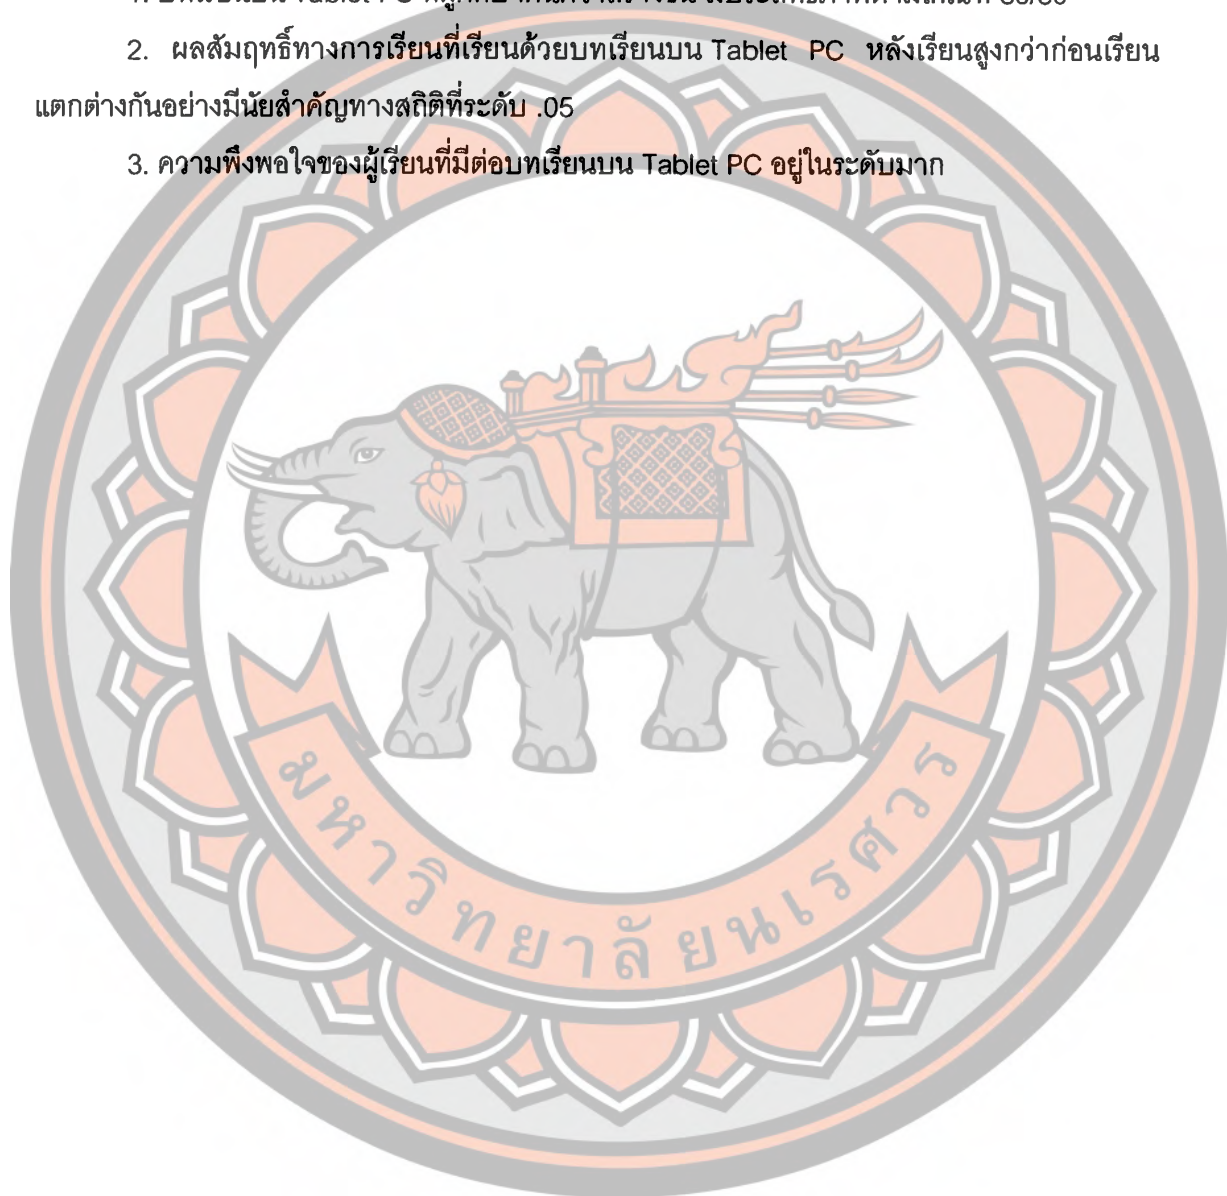 2. ผลสัมฤทธิ์ทางการเรียนที่เรียนด้วยบทเรียนบน Tablet PC หลังเรียนสูงกว่าก่อนเรียน
แตกต่างกันอย่างมีนัยสำคัญทางสถิติที่ระดับ .05
3. ความพึงพอใจของผู้เรียนที่มีต่อบทเรียนบน Tablet PC อยู่ในระดับมาก
มหาวิทยาลัยนเรศวร